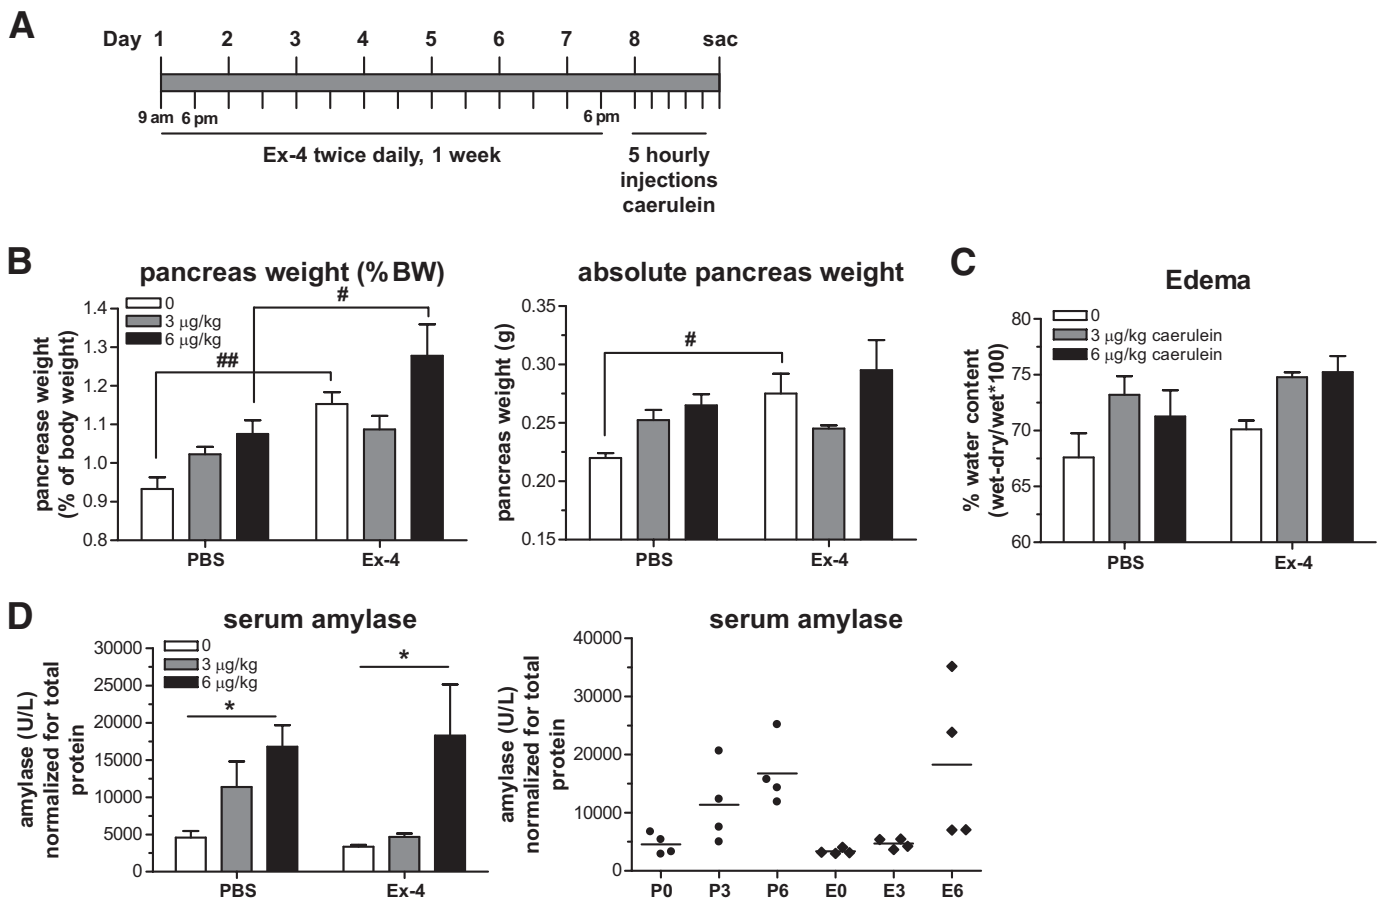 A
Day 1 2 3 4 5 6 7 8 sac
9 am 6 pm 6 pm
Ex-4 twice daily, 1 week
5 hourly
injections
caerulein
B
pancreas weight (% BW)
pancrease weight
(% of body weight)
1.4
1.3
1.2
1.1
1.0
0.9
0.8
0
3 μg/kg
6 μg/kg
##
#
PBS Ex-4
absolute pancreas weight
pancreas weight (g)
0.35
0.30
0.25
0.20
0.15
#
PBS Ex-4
C
Edema
% water content
(wet-dry/wet*100)
80
75
70
65
60
0
3 μg/kg caerulein
6 μg/kg caerulein
PBS Ex-4
D
serum amylase
amylase (U/L)
normalized for total
protein
30000
25000
20000
15000
10000
5000
0
0
3 μg/kg
6 μg/kg
*
*
PBS Ex-4
serum amylase
amylase (U/L)
normalized for total
protein
40000
30000
20000
10000
0
P0 P3 P6 E0 E3 E6